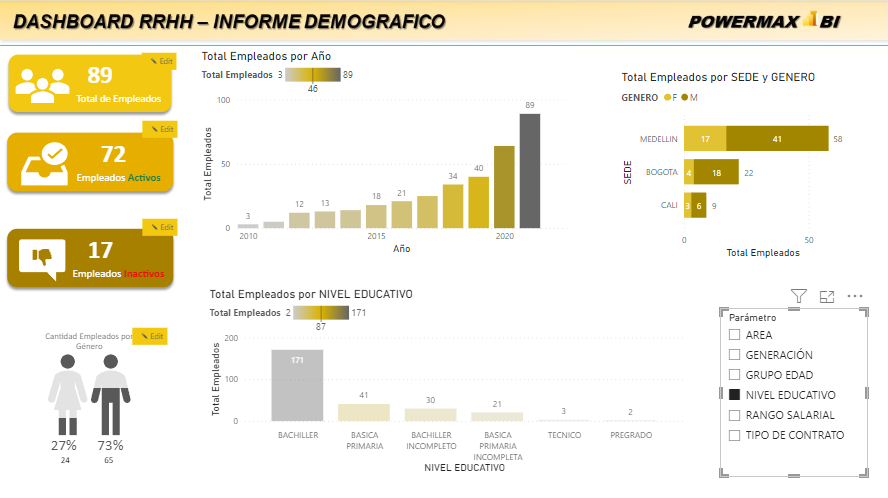 DASHBOARD RRHH – INFORME DEMOGRAFICO
POWERMAX BI
Edit
89
Total de Empleados
Edit
72
Empleados Activos
Edit
17
Empleados Inactivos
Cantidad Empleados por
Género
Edit
27%
73%
24
65
Total Empleados por Año
Total Empleados 3 89
46
Total Empleados
100
50
0
3
12
13
18
21
34
40
89
2010
2015
2020
Año
Total Empleados por SEDE y GENERO
GENERO F M
SEDE
MEDELLIN 17 41 58
BOGOTA 4 18 22
CALI 3 6 9
0
50
Total Empleados
Total Empleados por NIVEL EDUCATIVO
Total Empleados 2 171
87
Total Empleados
200
100
0
171
41
30
21
3
2
BACHILLER
BASICA
PRIMARIA
BACHILLER
INCOMPLETO
BASICA
PRIMARIA
INCOMPLETA
TECNICO
PREGRADO
NIVEL EDUCATIVO
Parámetro
AREA
GENERACIÓN
GRUPO EDAD
NIVEL EDUCATIVO
RANGO SALARIAL
TIPO DE CONTRATO